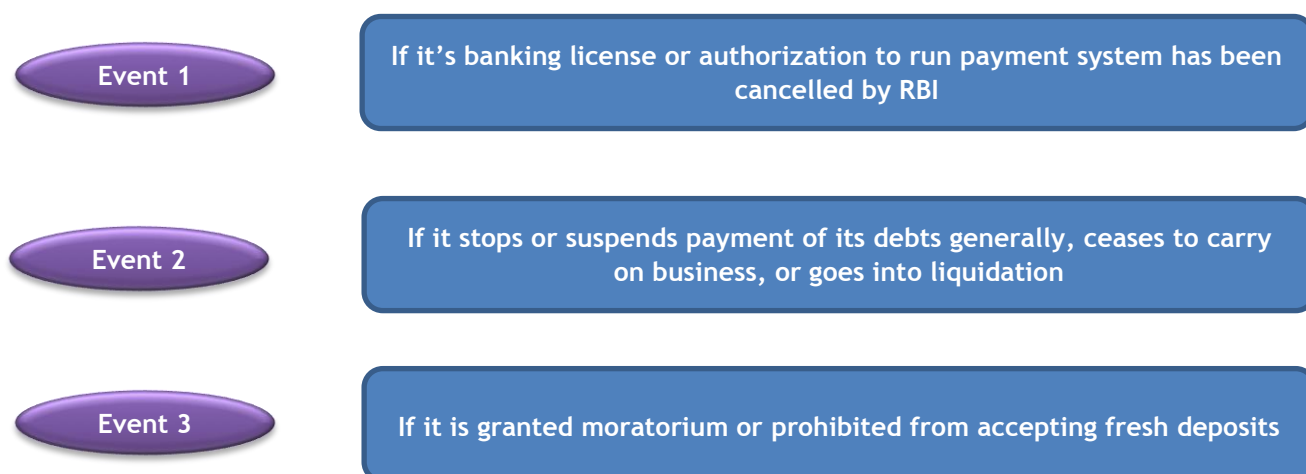 Event 1
If it’s banking license or authorization to run payment system has been
cancelled by RBI
Event 2
If it stops or suspends payment of its debts generally, ceases to carry
on business, or goes into liquidation
Event 3
If it is granted moratorium or prohibited from accepting fresh deposits